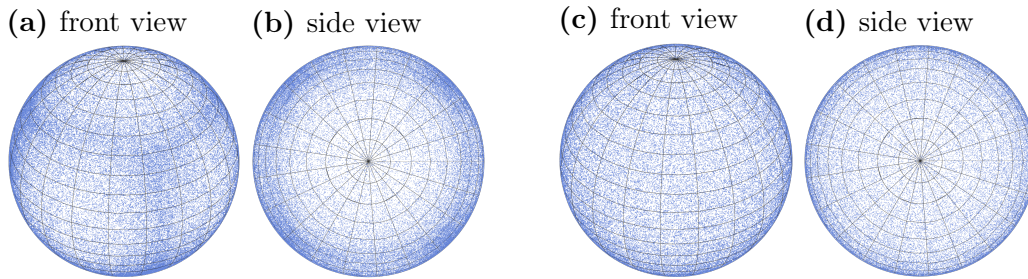 (a) front view
(b) side view
(c) front view
(d) side view